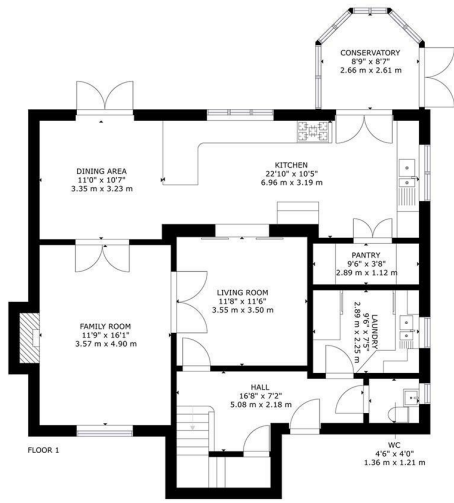 CONSERVATORY
8'9" x 8'7"
2.66 m x 2.61 m
DINING AREA
11'0" x 10'7"
3.35 m x 3.23 m
KITCHEN
22'10" x 10'5"
6.96 m x 3.19 m
PANTRY
9'6" x 3'8"
2.89 m x 1.12 m
LIVING ROOM
11'8" x 11'6"
3.55 m x 3.50 m
LAUNDRY
9'6" x 7'5"
2.89 m x 2.25 m
FAMILY ROOM
11'9" x 16'1"
3.57 m x 4.90 m
HALL
16'8" x 7'2"
5.08 m x 2.18 m
FLOOR 1
WC
4'6" x 4'0"
1.36 m x 1.21 m